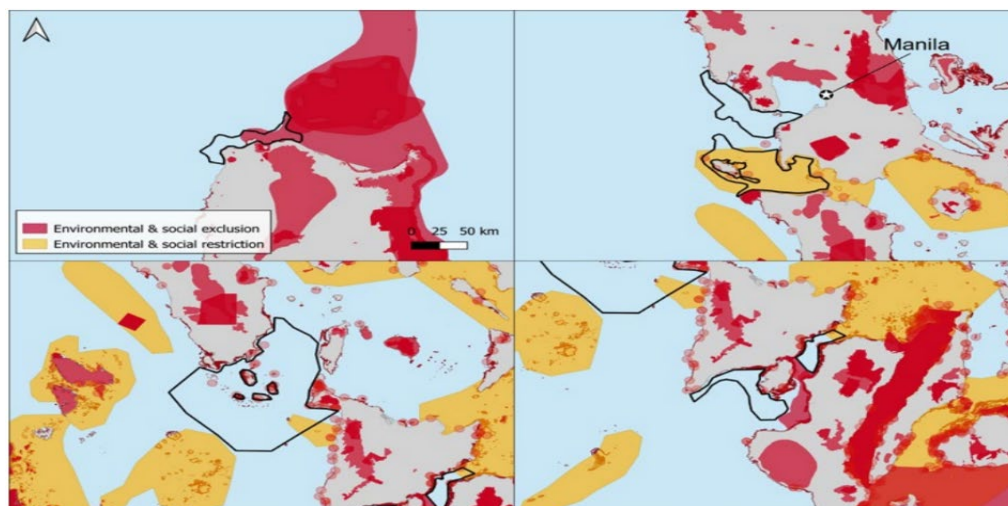 Manila
Environmental & social exclusion
Environmental & social restriction
0 25 50 km